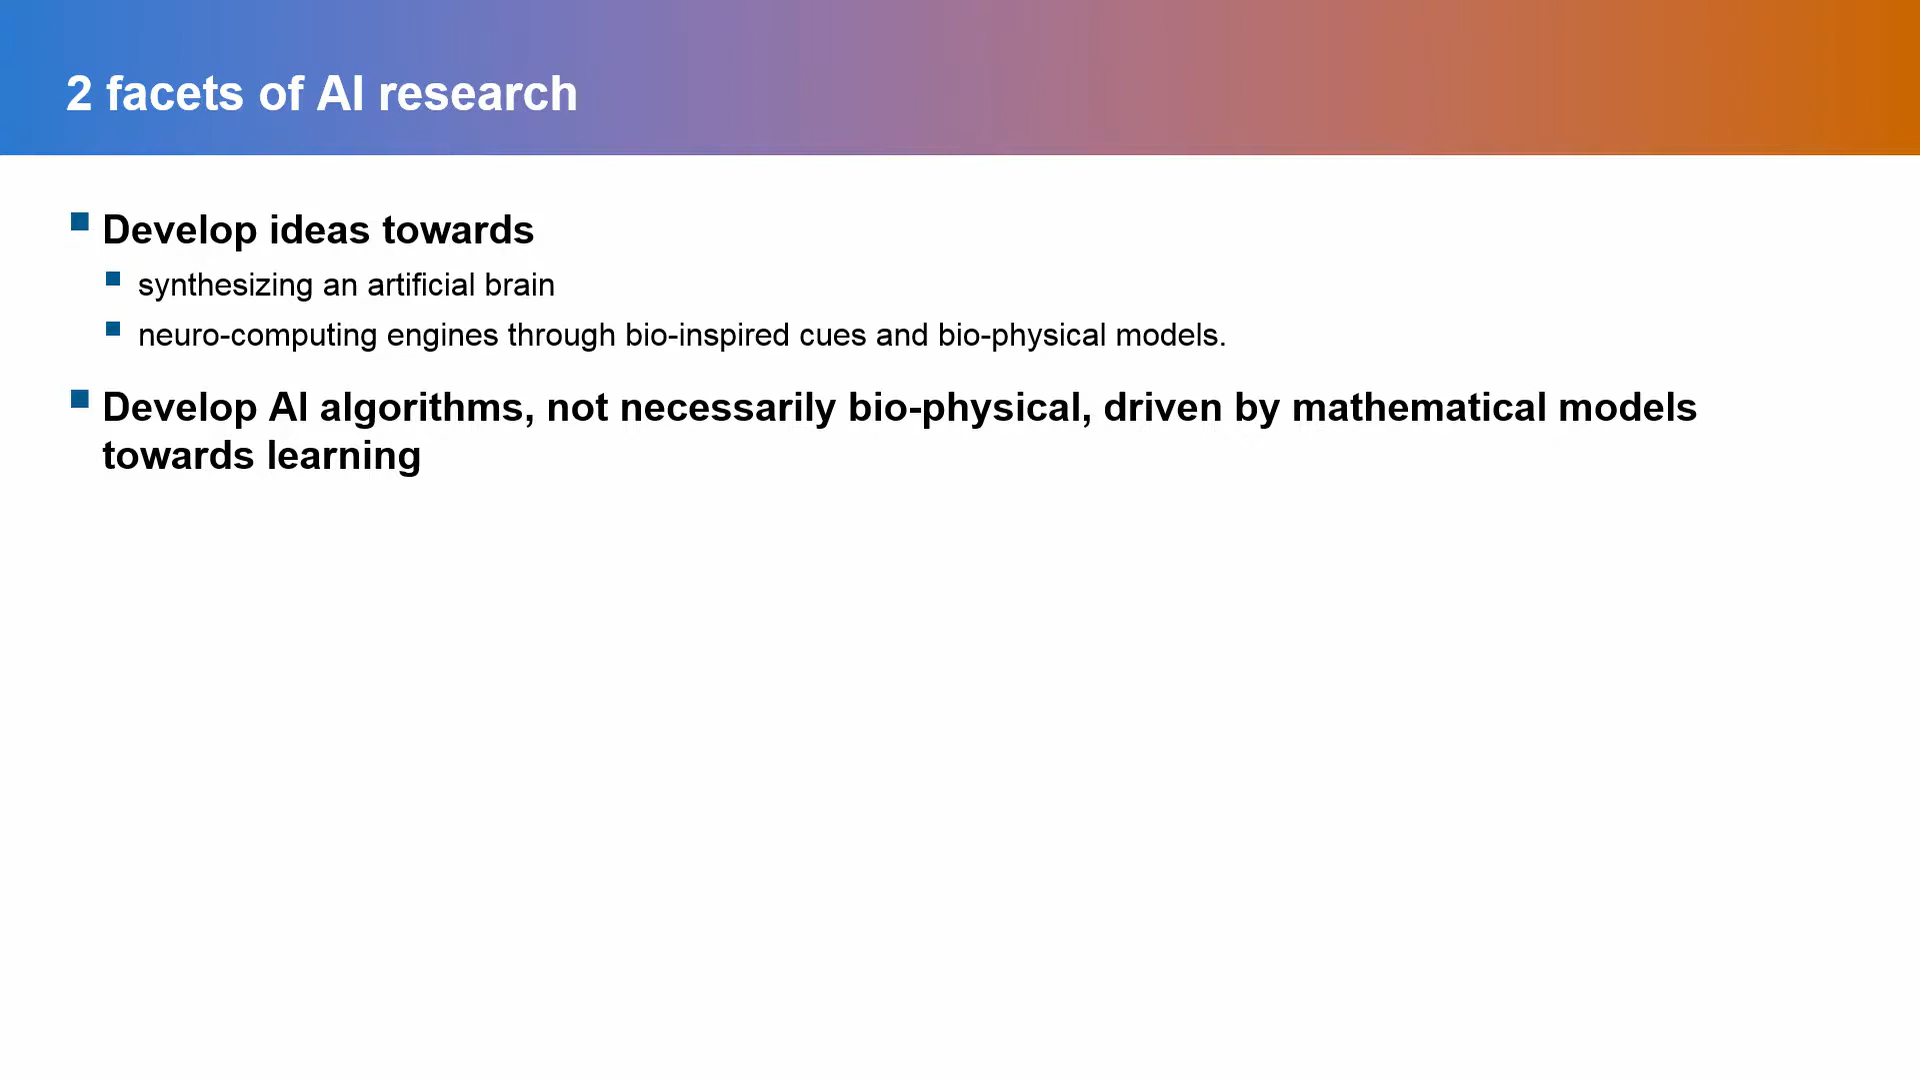 2 facets of AI research
Develop ideas towards
synthesizing an artificial brain
neuro-computing engines through bio-inspired cues and bio-physical models.
Develop AI algorithms, not necessarily bio-physical, driven by mathematical models
towards learning